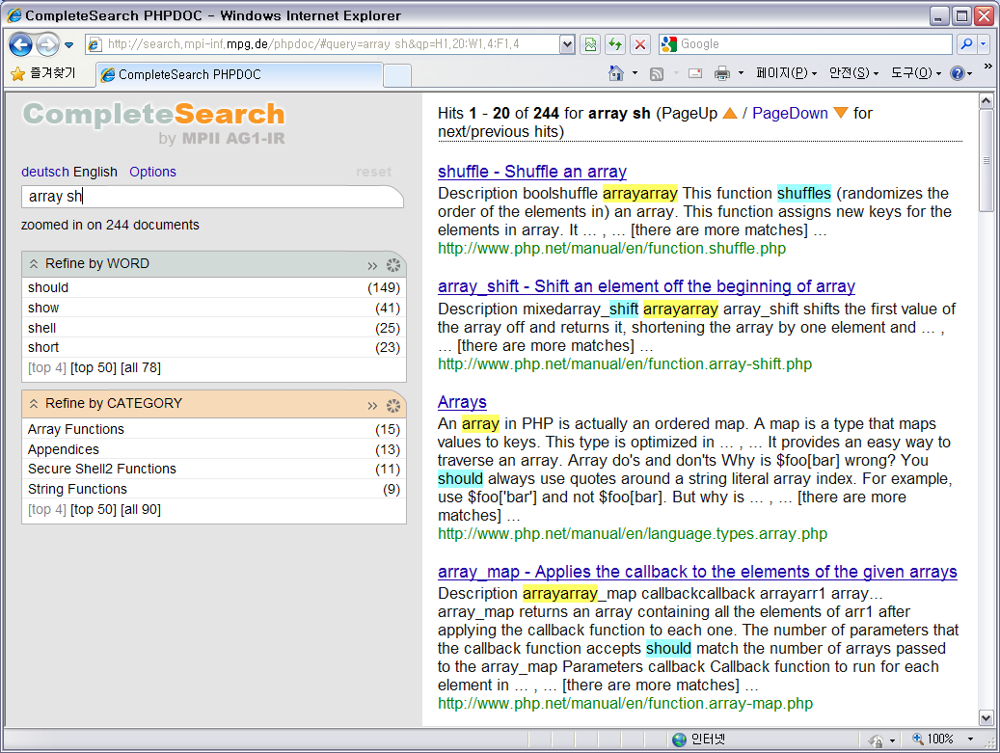 CompleteSearch PHPDOC - Windows Internet Explorer
http://search.mpi-inf.mpg.de/phpdoc/#query=array sh&qp=H1,20:W1,4:F1,4
Google
즐겨찾기
CompleteSearch PHPDOC
페이지(P)
안전(S)
도구(O)
CompleteSearch
by MPII AG1-IR
deutsch English Options
reset
array sh
zoomed in on 244 documents
Refine by WORD
should (149)
show (41)
shell (25)
short (23)
[top 4] [top 50] [all 78]
Refine by CATEGORY
Array Functions (15)
Appendices (13)
Secure Shell2 Functions (11)
String Functions (9)
[top 4] [top 50] [all 90]
Hits 1 - 20 of 244 for array sh (PageUp / PageDown for
next/previous hits)
shuffle - Shuffle an array
Description boolshuffle arrayarray This function shuffles (randomizes the
order of the elements in) an array. This function assigns new keys for the
elements in array. It ... , ... [there are more matches] ...
http://www.php.net/manual/en/function.shuffle.php
array_shift - Shift an element off the beginning of array
Description mixedarray_shift arrayarray array_shift shifts the first value of
the array off and returns it, shortening the array by one element and ... ,
... [there are more matches] ...
http://www.php.net/manual/en/function.array-shift.php
Arrays
An array in PHP is actually an ordered map. A map is a type that maps
values to keys. This type is optimized in ... , ... It provides an easy way to
traverse an array. Array do's and don'ts Why is $foo[bar] wrong? You
should always use quotes around a string literal array index. For example,
use $foo['bar'] and not $foo[bar]. But why is ... , ... [there are more
matches] ...
http://www.php.net/manual/en/language.types.array.php
array_map - Applies the callback to the elements of the given arrays
Description arrayarray_map callbackcallback arrayarr1 array...
array_map returns an array containing all the elements of arr1 after
applying the callback function to each one. The number of parameters that
the callback function accepts should match the number of arrays passed
to the array_map Parameters callback Callback function to run for each
element in ... , ... [there are more matches] ...
http://www.php.net/manual/en/function.array-map.php
인터넷
100%